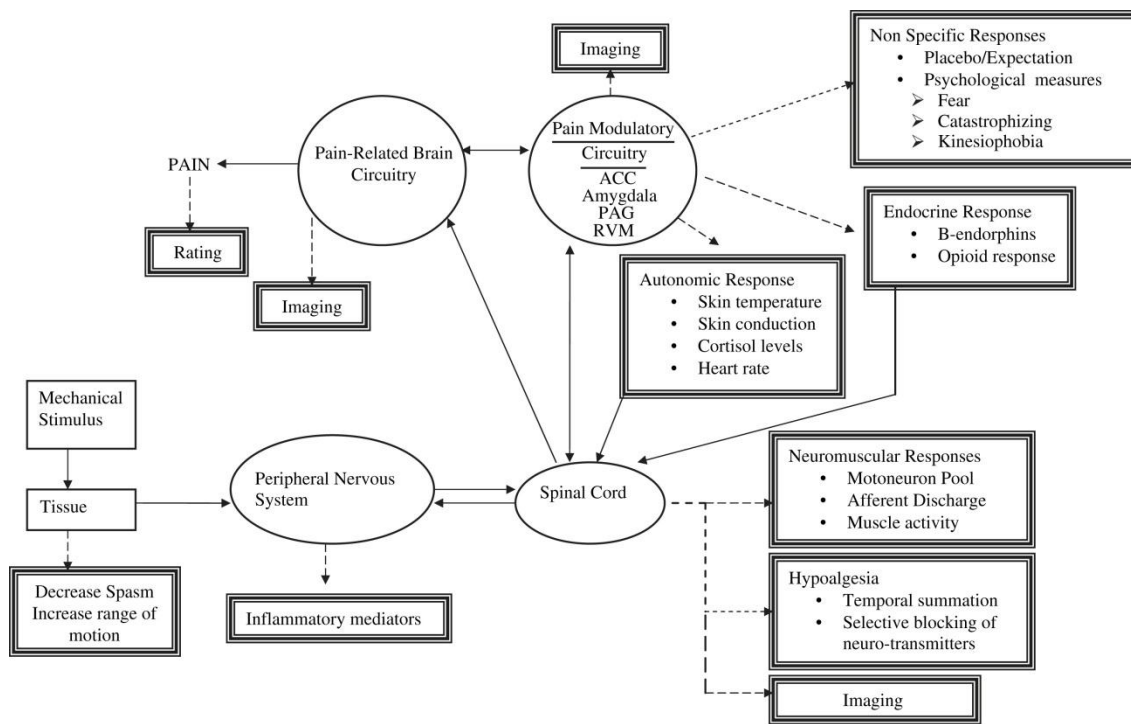 Imaging
Non Specific Responses
• Placebo/Expectation
• Psychological measures
➢ Fear
➢ Catastrophizing
➢ Kinesiophobia
Pain Modulatory
Circuitry
ACC
Amygdala
PAG
RVM
Pain-Related Brain
Circuitry
PAIN
Rating
Imaging
Endocrine Response
• B-endorphins
• Opioid response
Autonomic Response
• Skin temperature
• Skin conduction
• Cortisol levels
• Heart rate
Mechanical
Stimulus
Tissue
Peripheral Nervous
System
Spinal Cord
Neuromuscular Responses
• Motoneuron Pool
• Afferent Discharge
• Muscle activity
Decrease Spasm
Increase range of
motion
Inflammatory mediators
Hypoalgesia
• Temporal summation
• Selective blocking of
neuro-transmitters
Imaging